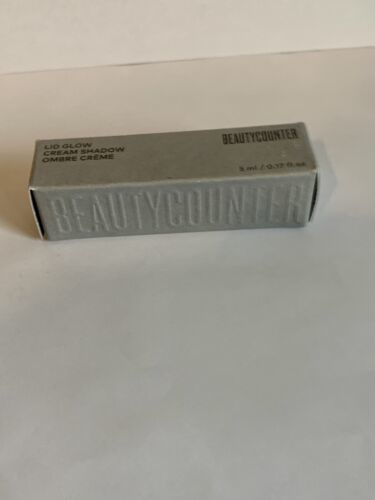 LID GLOW
CREAM SHADOW
OMBRE CRÈME
BEAUTYCOUNTER
5 ml / 0.17 fl oz
BEAUTYCOUNTER